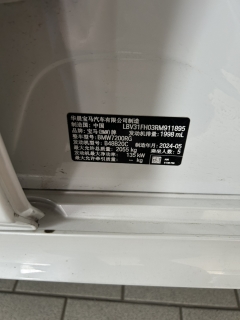 华晨宝马汽车有限公司制造
制造国：中国 LBV31FH03RM911895
品牌：宝马(BMW)牌 发动机排量：1998 mL
整车型号：BMW7200RG
发动机型号：B48B20C 制造年月：2024-05
最大允许总质量：2055 kg 乘坐人数：5
发动机最大净功率：135 kW
-- kg